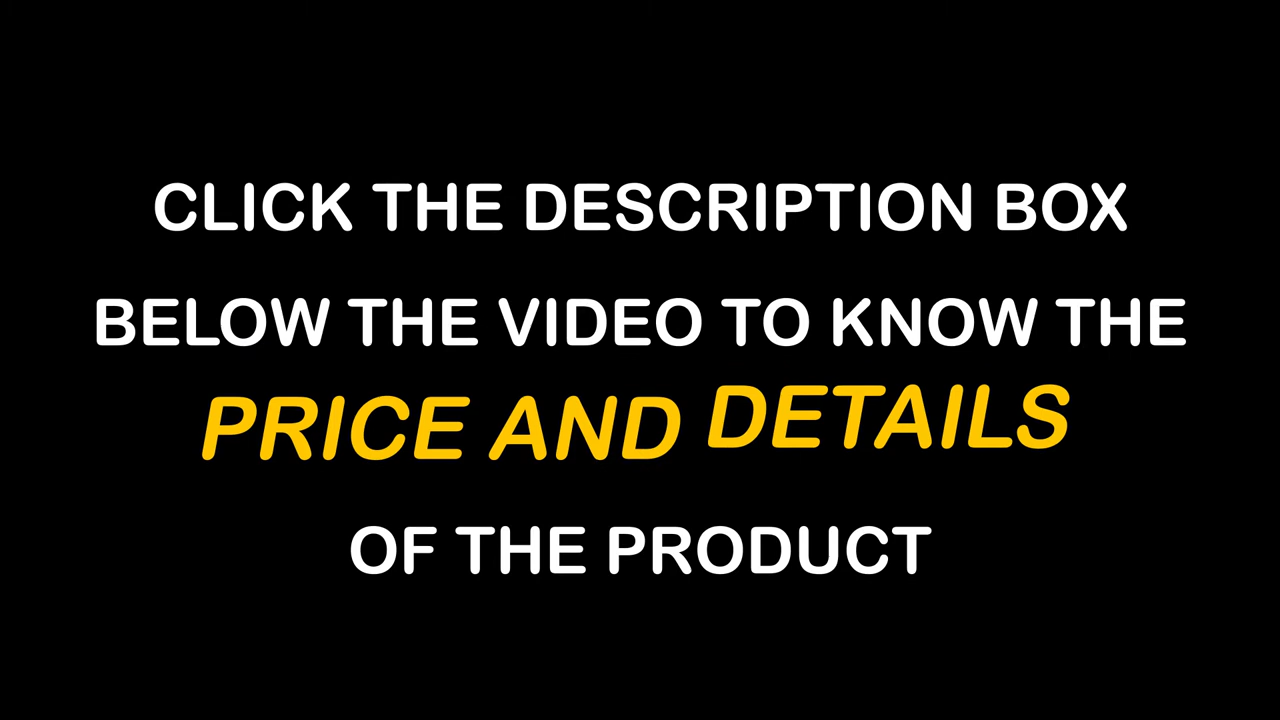 CLICK THE DESCRIPTION BOX
BELOW THE VIDEO TO KNOW THE
PRICE AND DETAILS
OF THE PRODUCT